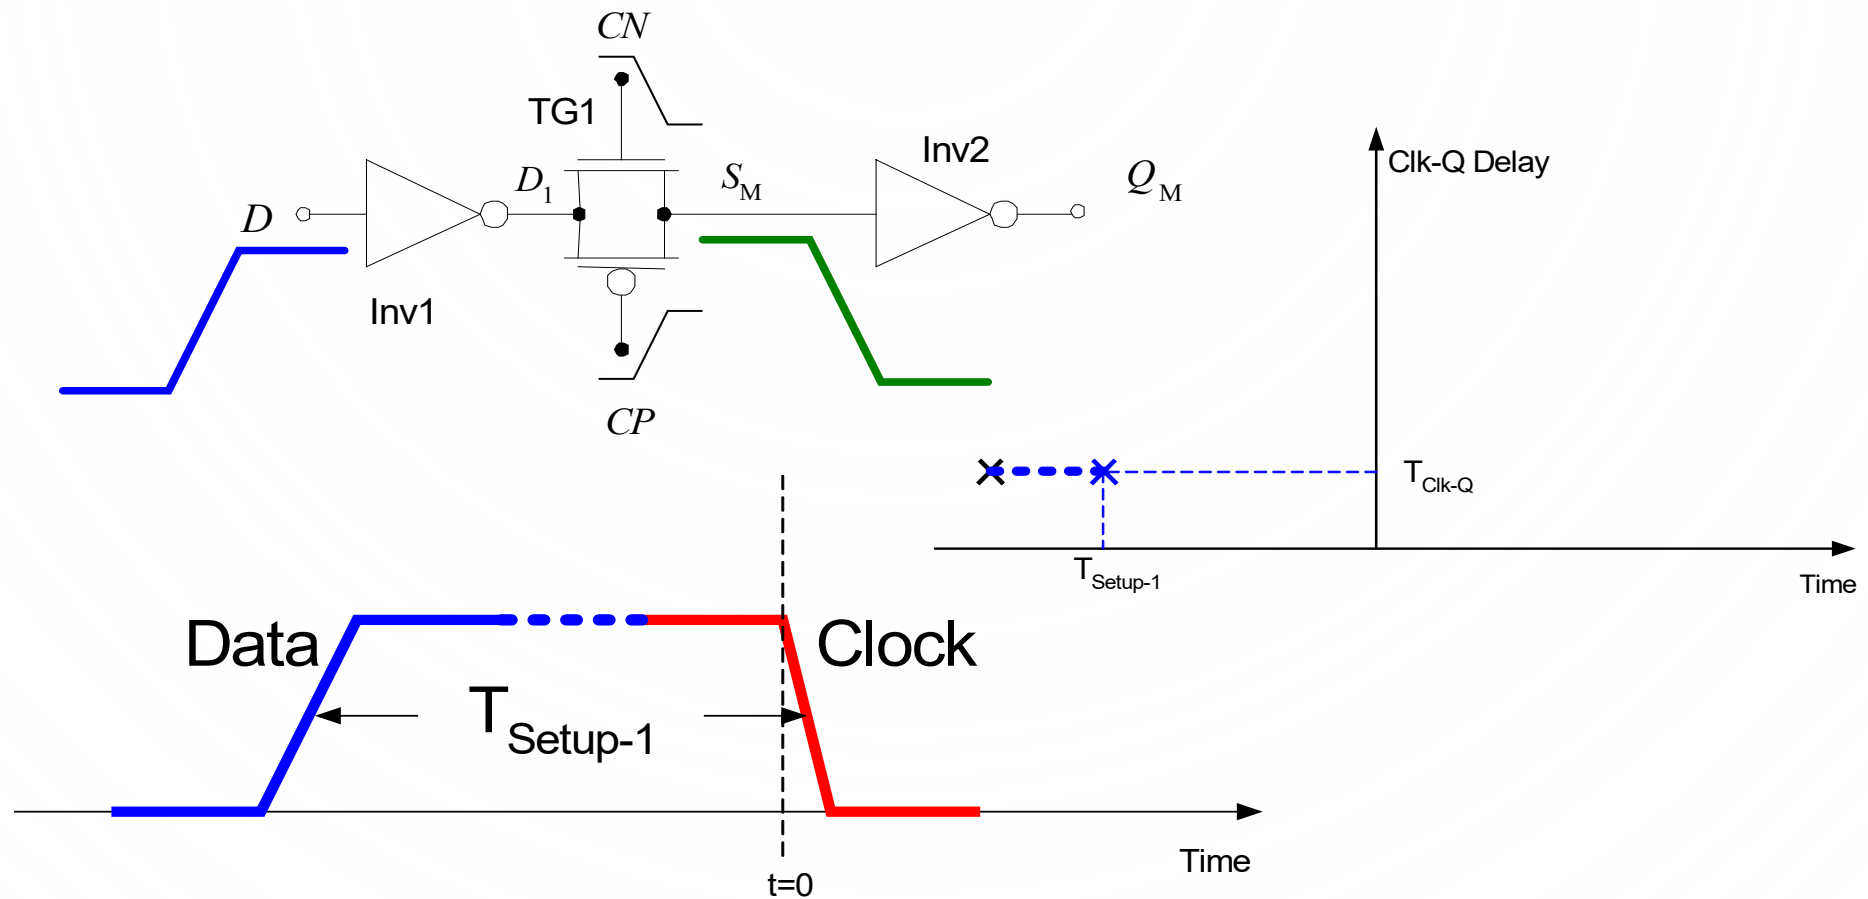 CN
TG1
Inv2
Clk-Q Delay
D
D1
SM
QM
Inv1
CP
TClk-Q
TSetup-1
Time
Data
Clock
TSetup-1
Time
t=0